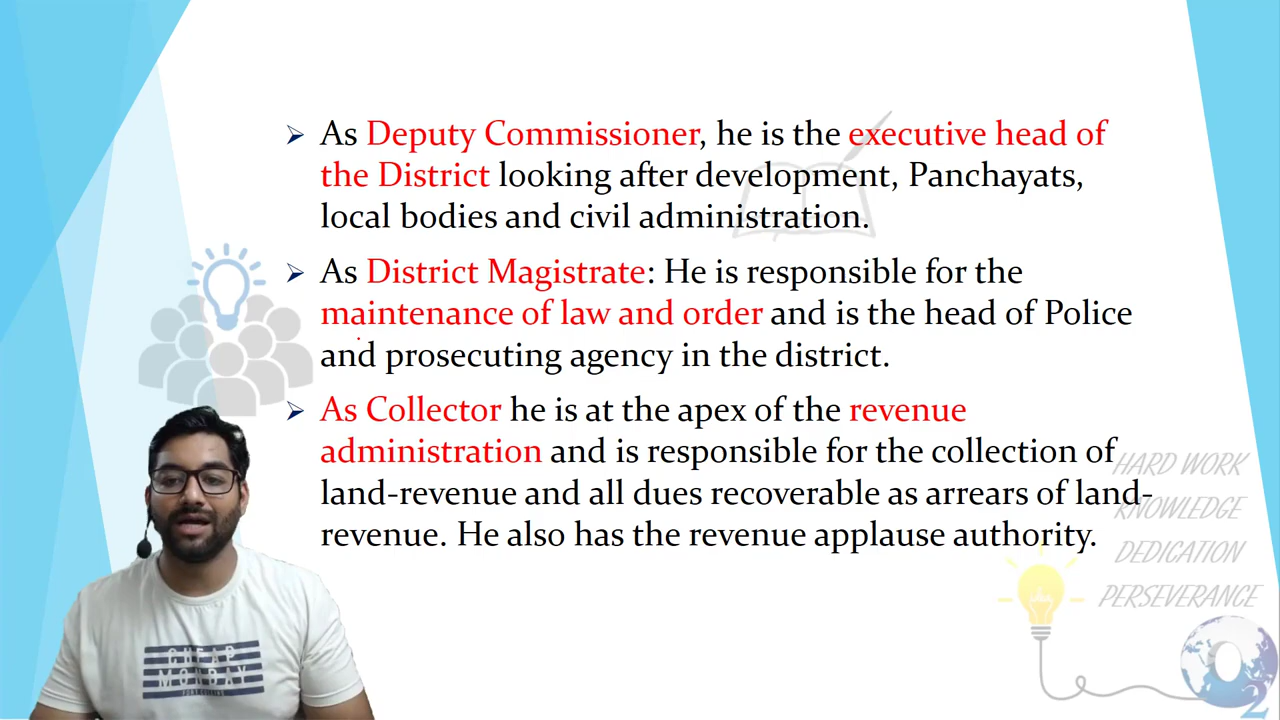 As Deputy Commissioner, he is the executive head of
the District looking after development, Panchayats,
local bodies and civil administration.
As District Magistrate: He is responsible for the
maintenance of law and order and is the head of Police
and prosecuting agency in the district.
As Collector he is at the apex of the revenue
administration and is responsible for the collection of
land-revenue and all dues recoverable as arrears of land-
revenue. He also has the revenue applause authority.
HARD WORK
KNOWLEDGE
DEDICATION
PERSEVERANCE
CHEAP
MONDAY
O2